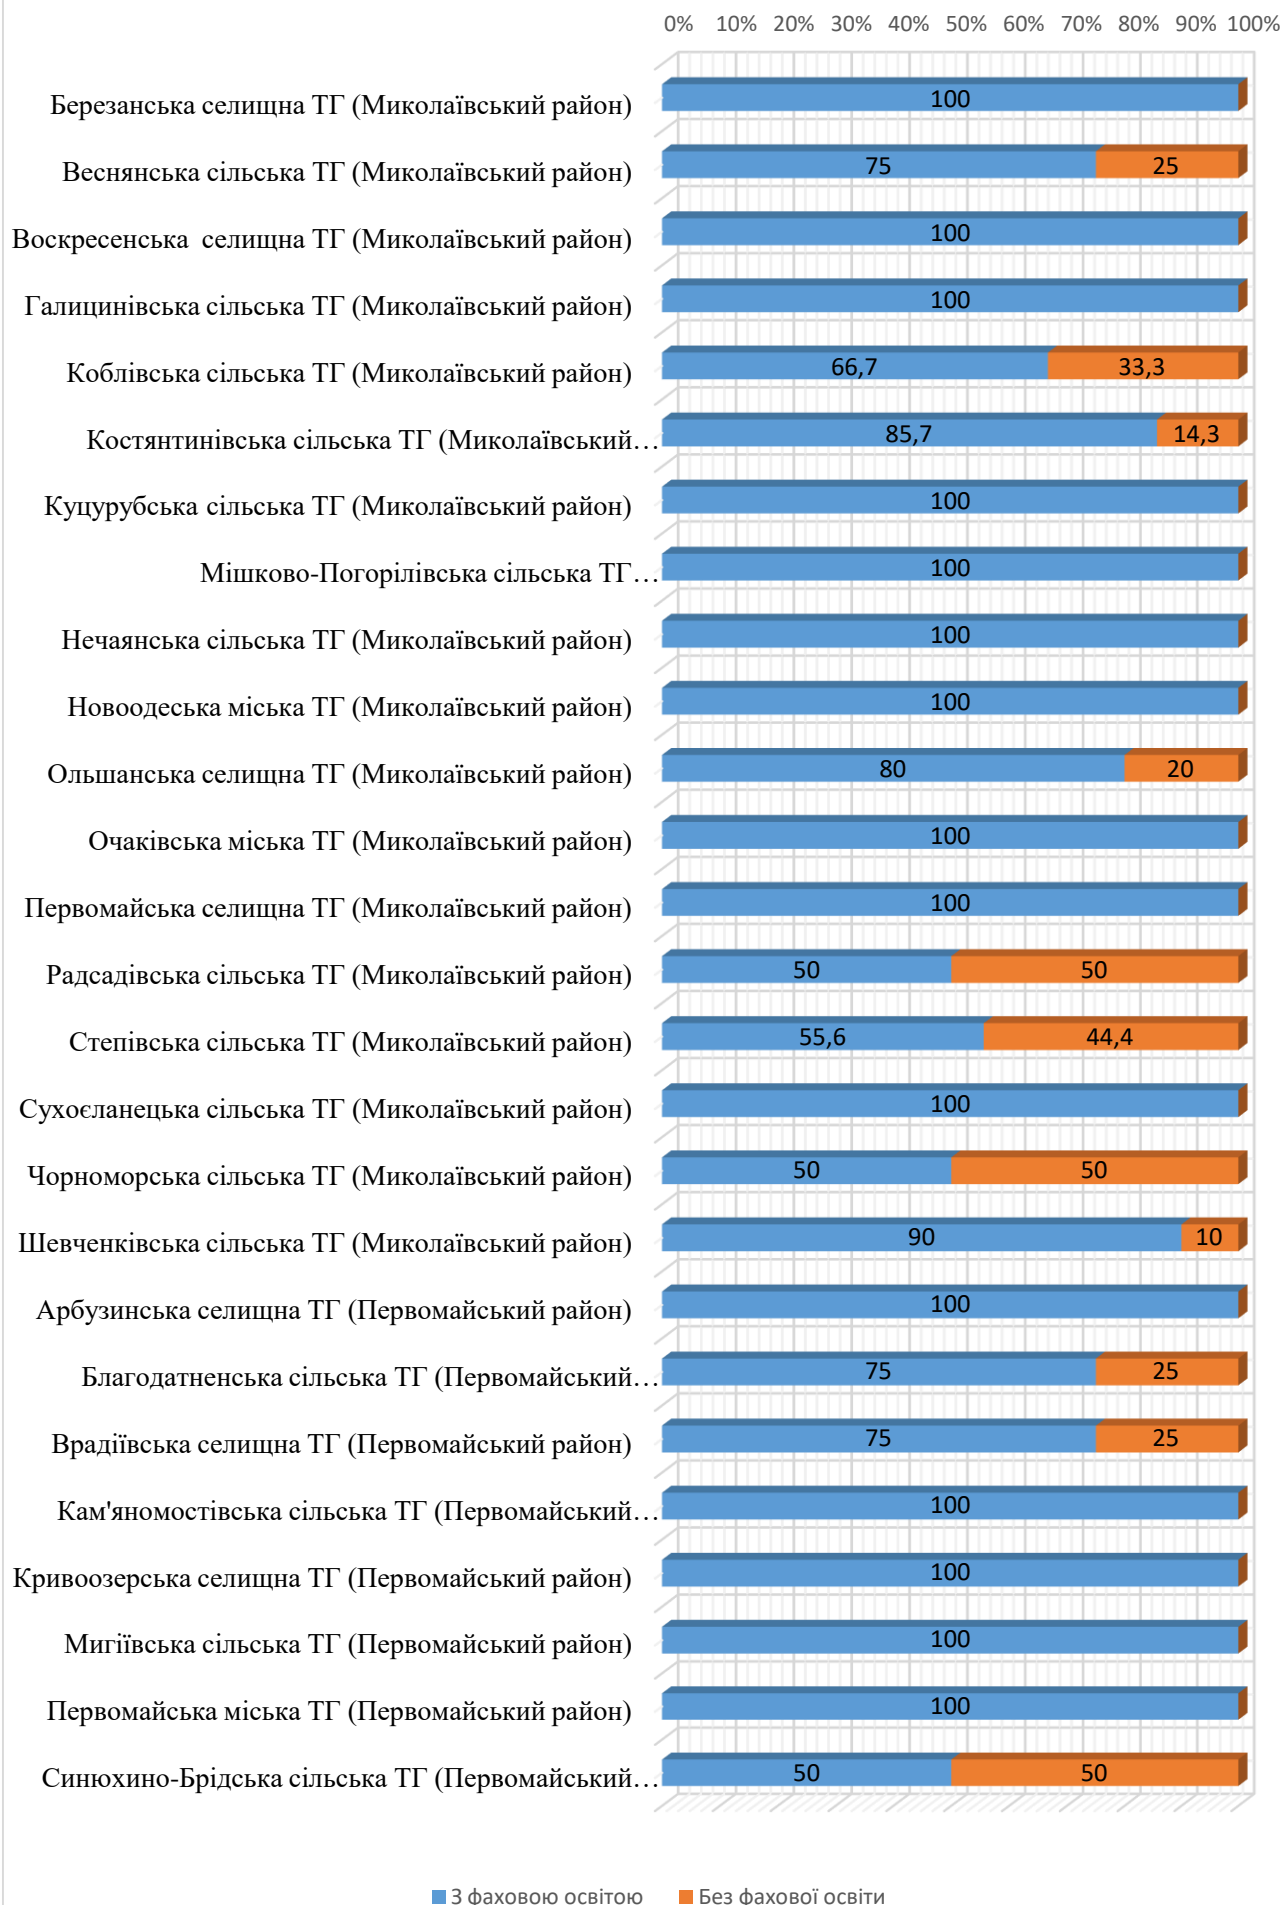 0% 10% 20% 30% 40% 50% 60% 70% 80% 90% 100%
Березанська селищна ТГ (Миколаївський район) 100
Веснянська сільська ТГ (Миколаївський район) 75 25
Воскресенська селищна ТГ (Миколаївський район) 100
Галицинівська сільська ТГ (Миколаївський район) 100
Коблівська сільська ТГ (Миколаївський район) 66,7 33,3
Костянтинівська сільська ТГ (Миколаївський… 85,7 14,3
Куцурубська сільська ТГ (Миколаївський район) 100
Мішково-Погорілівська сільська ТГ… 100
Нечаянська сільська ТГ (Миколаївський район) 100
Новоодеська міська ТГ (Миколаївський район) 100
Ольшанська селищна ТГ (Миколаївський район) 80 20
Очаківська міська ТГ (Миколаївський район) 100
Первомайська селищна ТГ (Миколаївський район) 100
Радсадівська сільська ТГ (Миколаївський район) 50 50
Степівська сільська ТГ (Миколаївський район) 55,6 44,4
Сухоєланецька сільська ТГ (Миколаївський район) 100
Чорноморська сільська ТГ (Миколаївський район) 50 50
Шевченківська сільська ТГ (Миколаївський район) 90 10
Арбузинська селищна ТГ (Первомайський район) 100
Благодатненська сільська ТГ (Первомайський… 75 25
Врадіївська селищна ТГ (Первомайський район) 75 25
Кам'яномостівська сільська ТГ (Первомайський… 100
Кривоозерська селищна ТГ (Первомайський район) 100
Мигіївська сільська ТГ (Первомайський район) 100
Первомайська міська ТГ (Первомайський район) 100
Синюхино-Брідська сільська ТГ (Первомайський… 50 50
З фаховою освітою Без фахової освіти